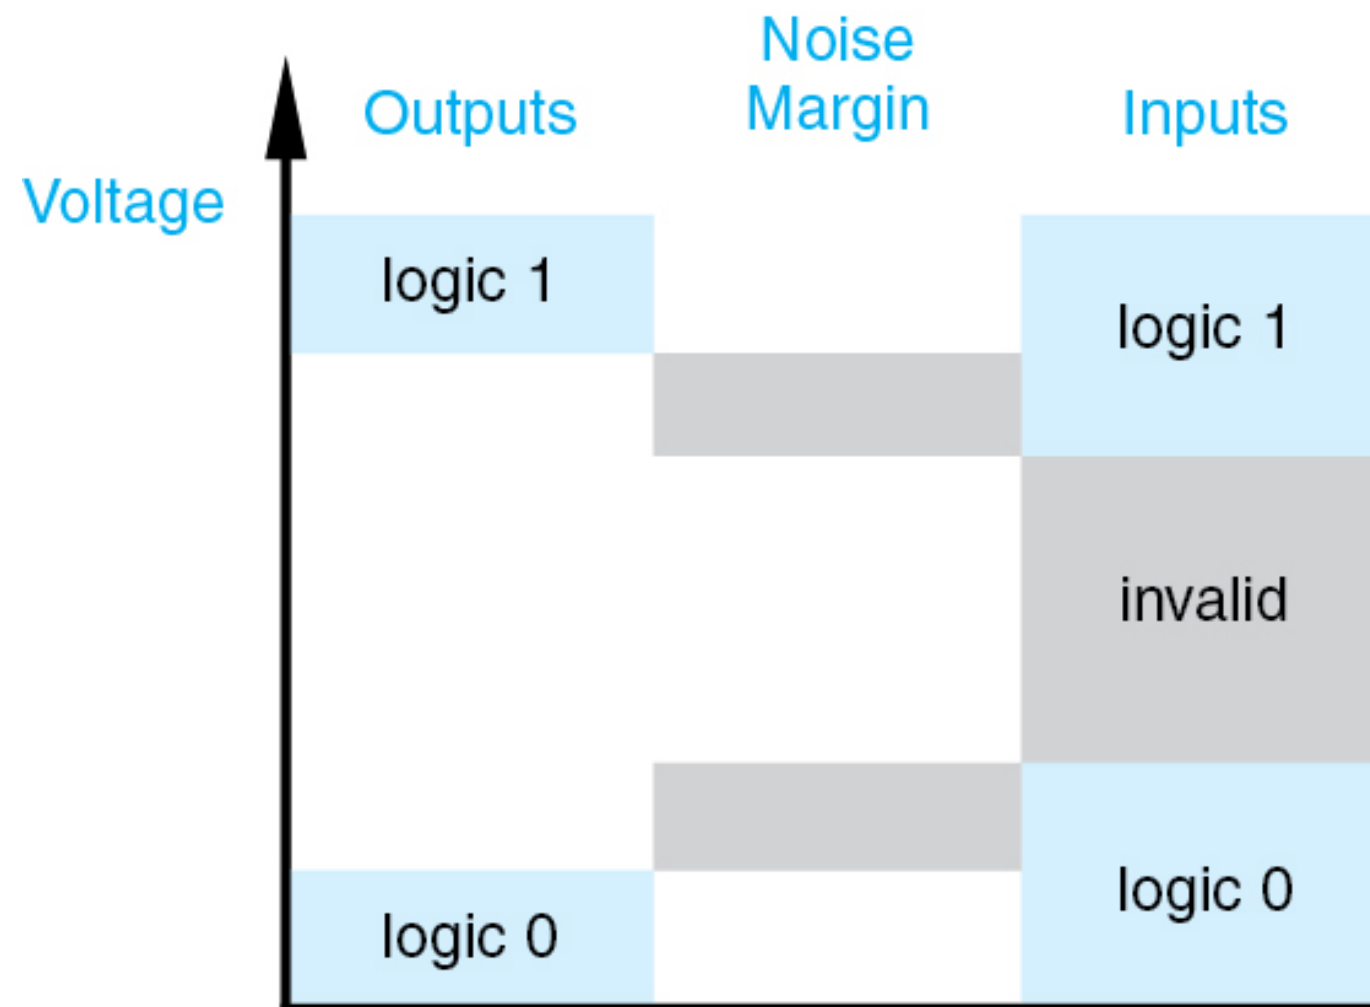 Noise
Margin
Outputs
Inputs
Voltage
logic 1
logic 1
invalid
logic 0
logic 0